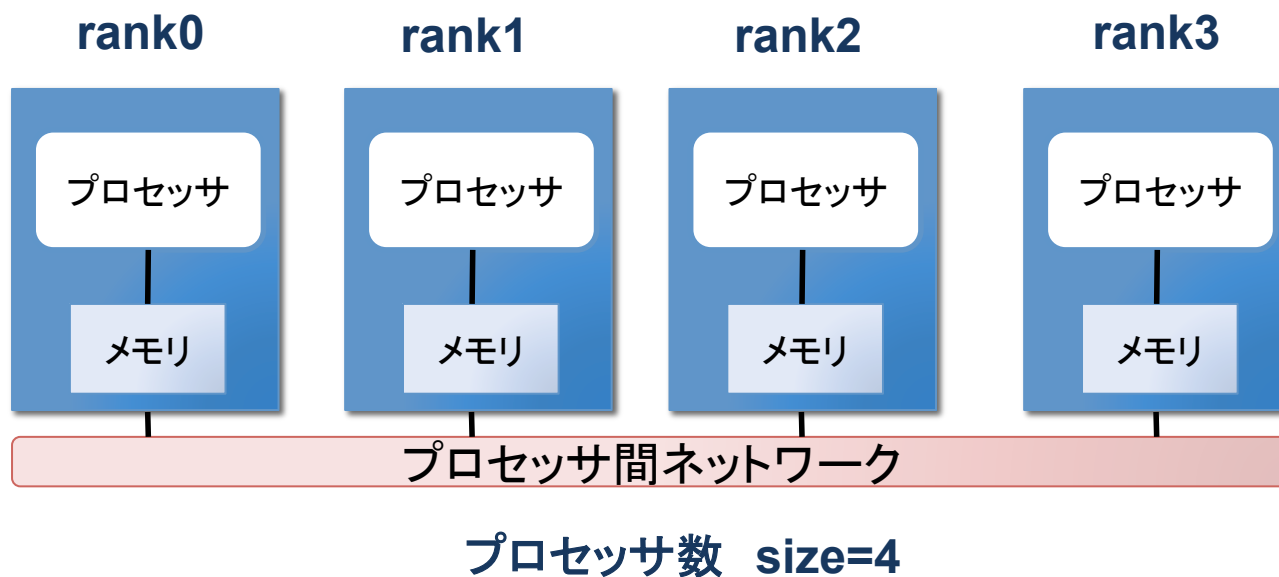 rank0 rank1 rank2 rank3
プロセッサ プロセッサ プロセッサ プロセッサ
メモリ メモリ メモリ メモリ
プロセッサ間ネットワーク
プロセッサ数 size=4